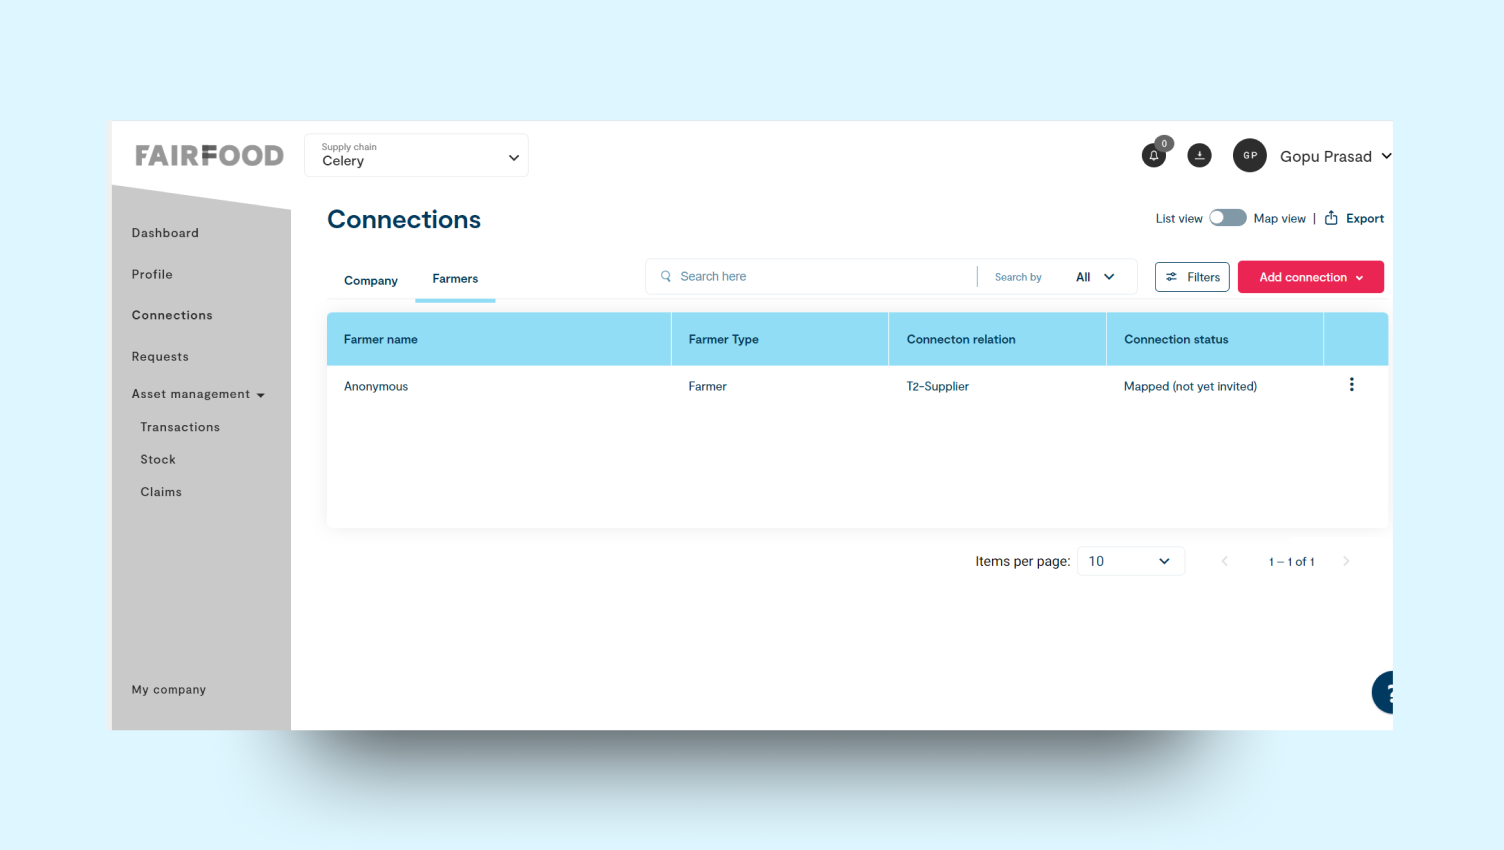 FAIRFOOD
Supply chain
Celery
0
GP
Gopu Prasad
Dashboard
Profile
Connections
Requests
Asset management
Transactions
Stock
Claims
My company
Connections
List view
Map view | Export
Company
Farmers
Search here
Search by
All
Filters
Add connection
Farmer name
Farmer Type
Connecton relation
Connection status
Anonymous
Farmer
T2-Supplier
Mapped (not yet invited)
Items per page: 10
1 – 1 of 1
?